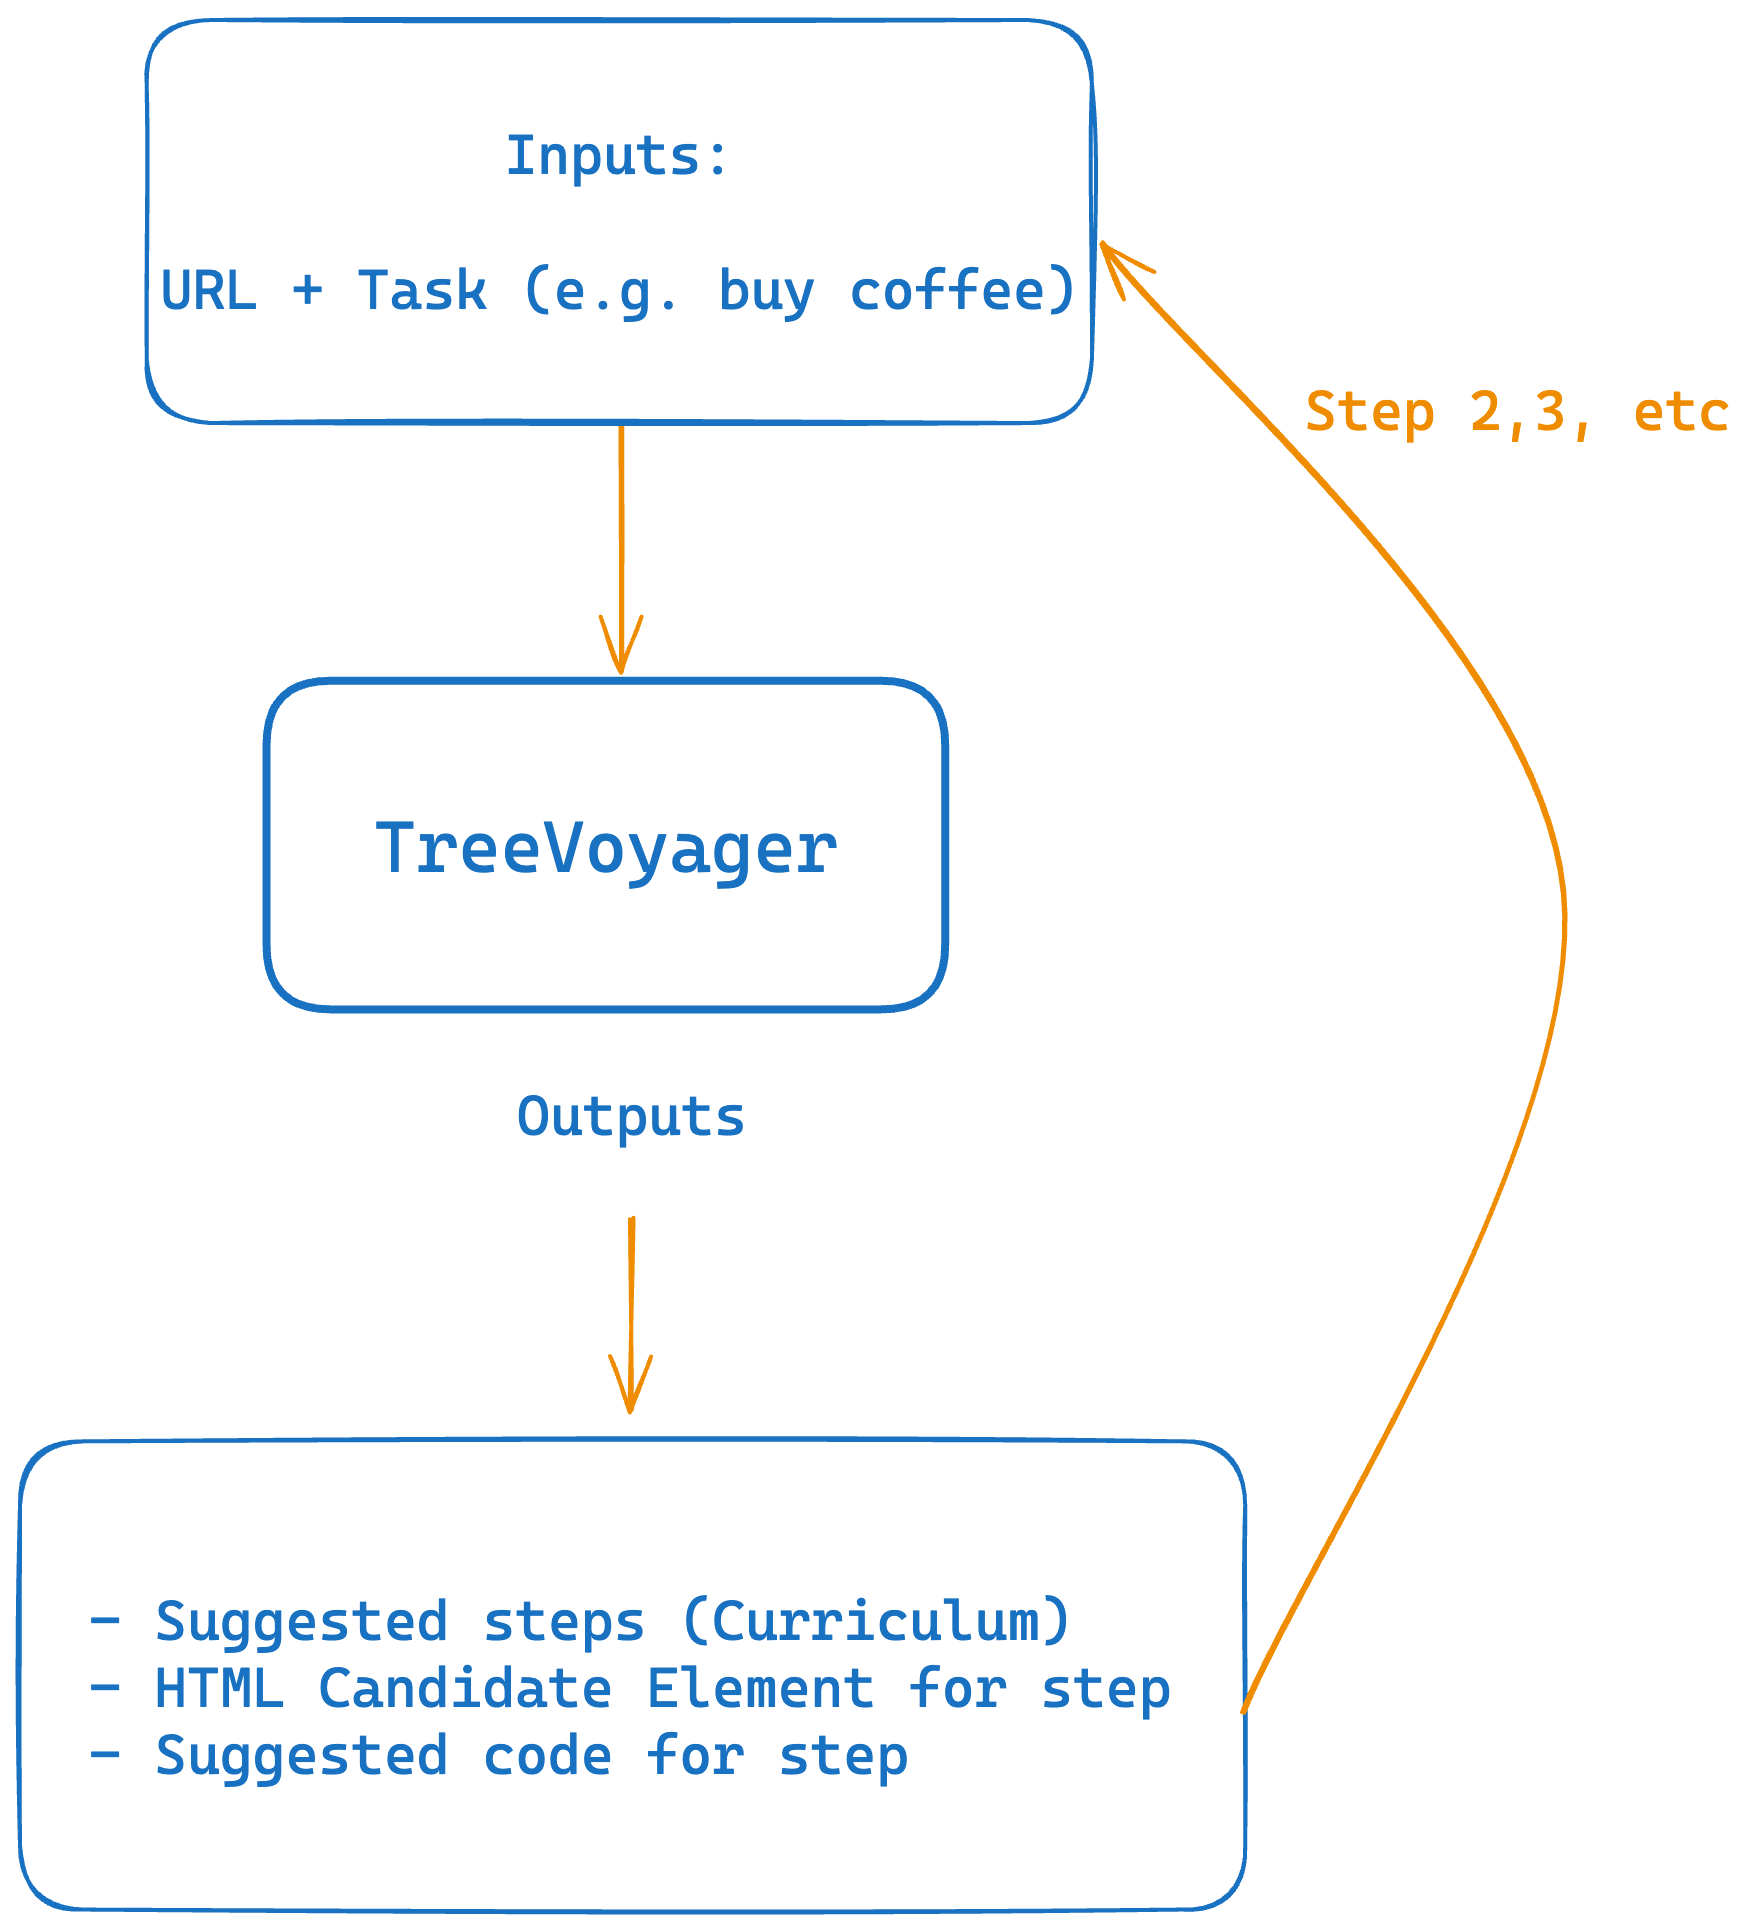 Inputs:
URL + Task (e.g. buy coffee)
Step 2,3, etc
TreeVoyager
Outputs
- Suggested steps (Curriculum)
- HTML Candidate Element for step
- Suggested code for step